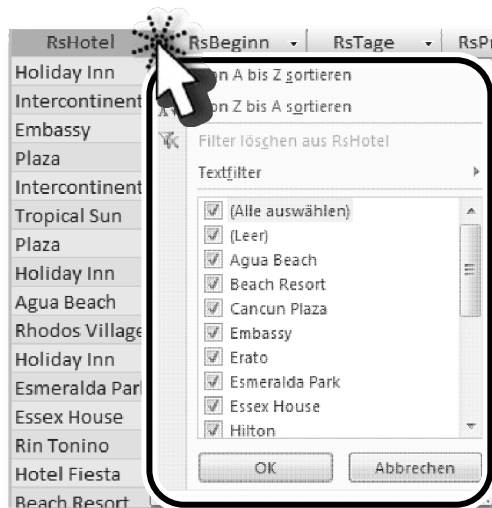 RsHotel RsBeginn RsTage
Holiday Inn
Intercontinent
Embassy
Plaza
Intercontinent
Tropical Sun
Plaza
Holiday Inn
Agua Beach
Rhodos Village
Holiday Inn
Esmeralda Par
Essex House
Rin Tonino
Hotel Fiesta
Beach Resort
on A bis Z sortieren
on Z bis A sortieren
Filter löschen aus RsHotel
Textfilter
(Alle auswählen)
(Leer)
Agua Beach
Beach Resort
Cancun Plaza
Embassy
Erato
Esmeralda Park
Essex House
Hilton
OK Abbrechen